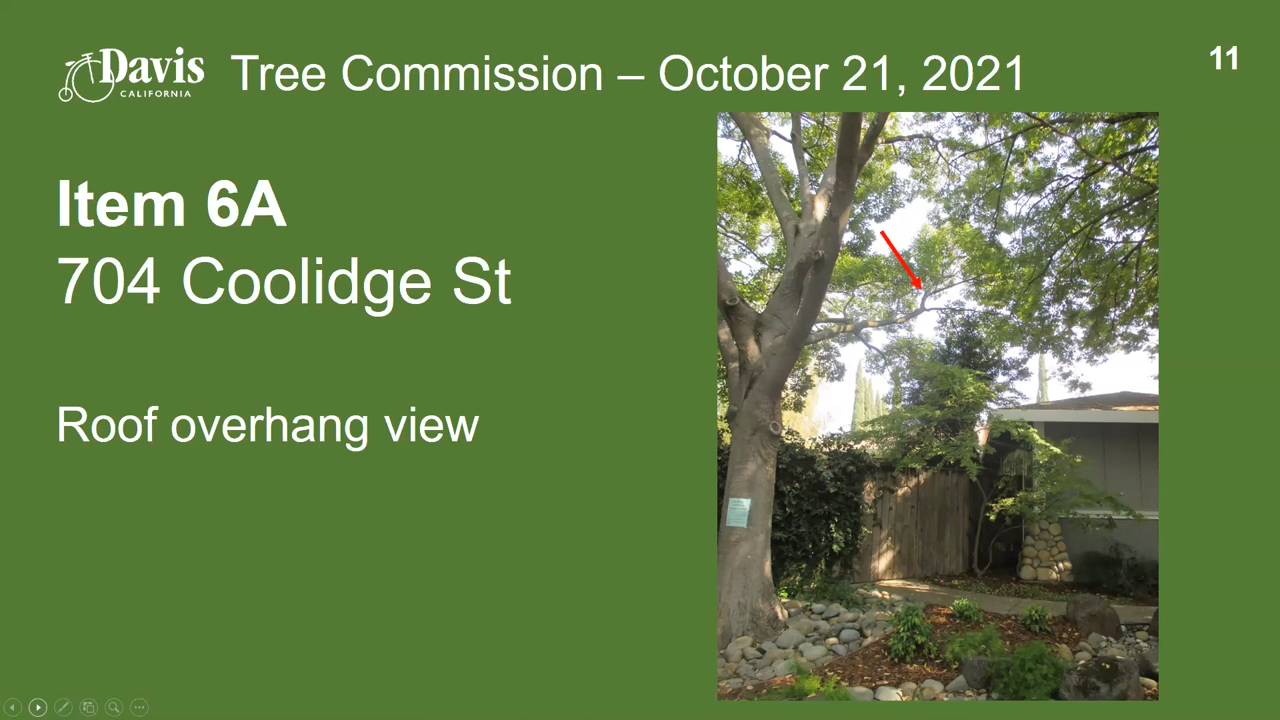 Davis
CALIFORNIA
Tree Commission – October 21, 2021
11
Item 6A
704 Coolidge St
Roof overhang view